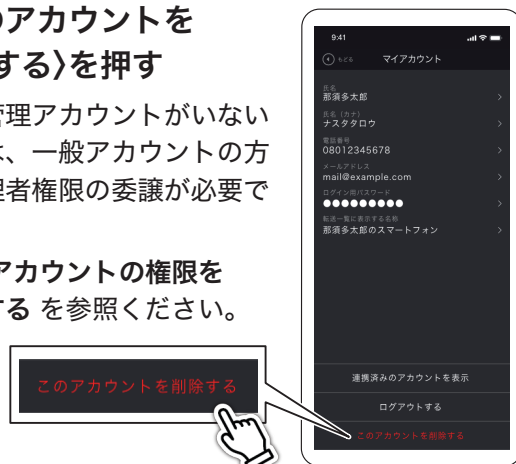 のアカウントを
する〉を押す
管理アカウントがいない
は、一般アカウントの方
理者権限の委譲が必要で
アカウントの権限を
する を参照ください。
このアカウントを削除する
9:41
もどる マイアカウント
氏名
那須多太郎
氏名（カナ）
ナスタタロウ
電話番号
08012345678
メールアドレス
mail@example.com
ログイン用パスワード
●●●●●●●●●
転送一覧に表示する名称
那須多太郎のスマートフォン
連携済みのアカウントを表示
ログアウトする
このアカウントを削除する